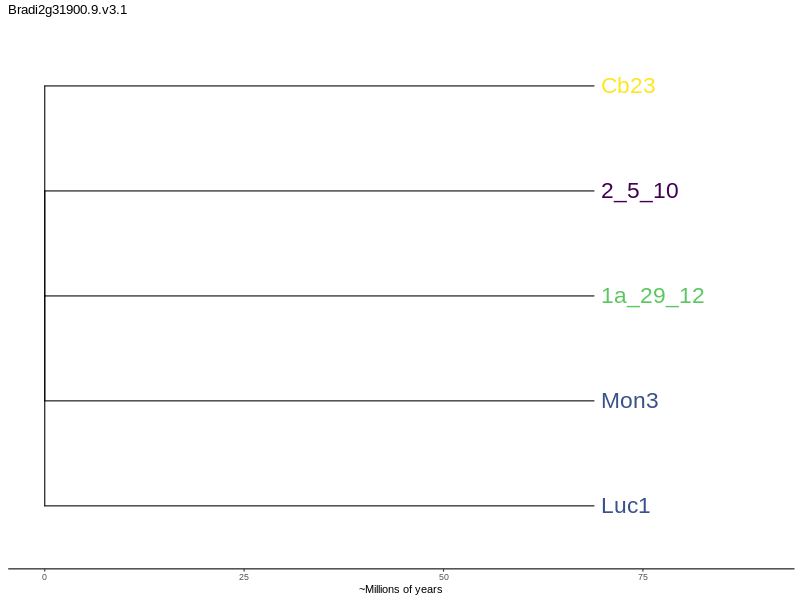 Bradi2g31900.9.v3.1
Cb23
2_5_10
1a_29_12
Mon3
Luc1
0 25 50 75
~Millions of years